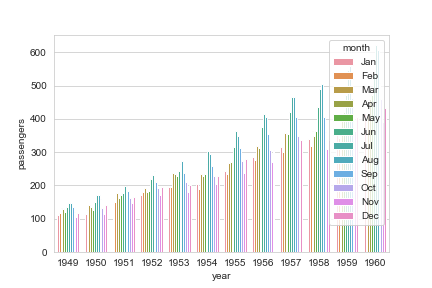 month
Jan
Feb
Mar
Apr
May
Jun
Jul
Aug
Sep
Oct
Nov
Dec
passengers
600
500
400
300
200
100
0
1949 1950 1951 1952 1953 1954 1955 1956 1957 1958 1959 1960
year